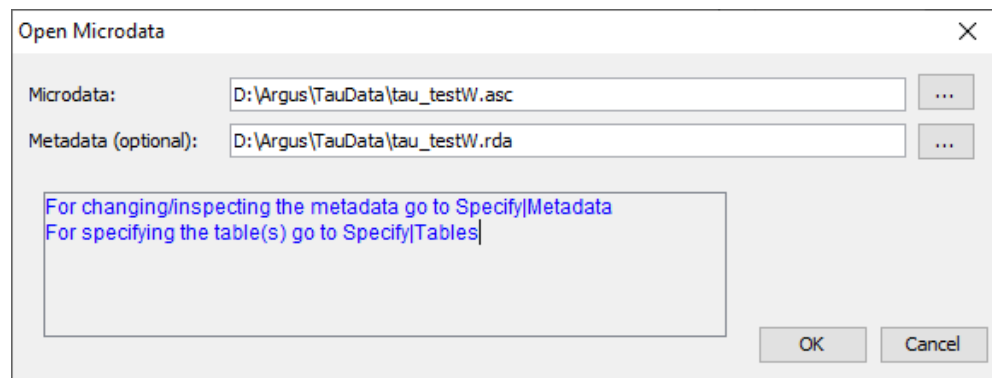 Open Microdata
Microdata: D:\Argus\TauData\tau_testW.asc ...
Metadata (optional): D:\Argus\TauData\tau_testW.rda ...
For changing/inspecting the metadata go to Specify|Metadata
For specifying the table(s) go to Specify|Tables
OK Cancel